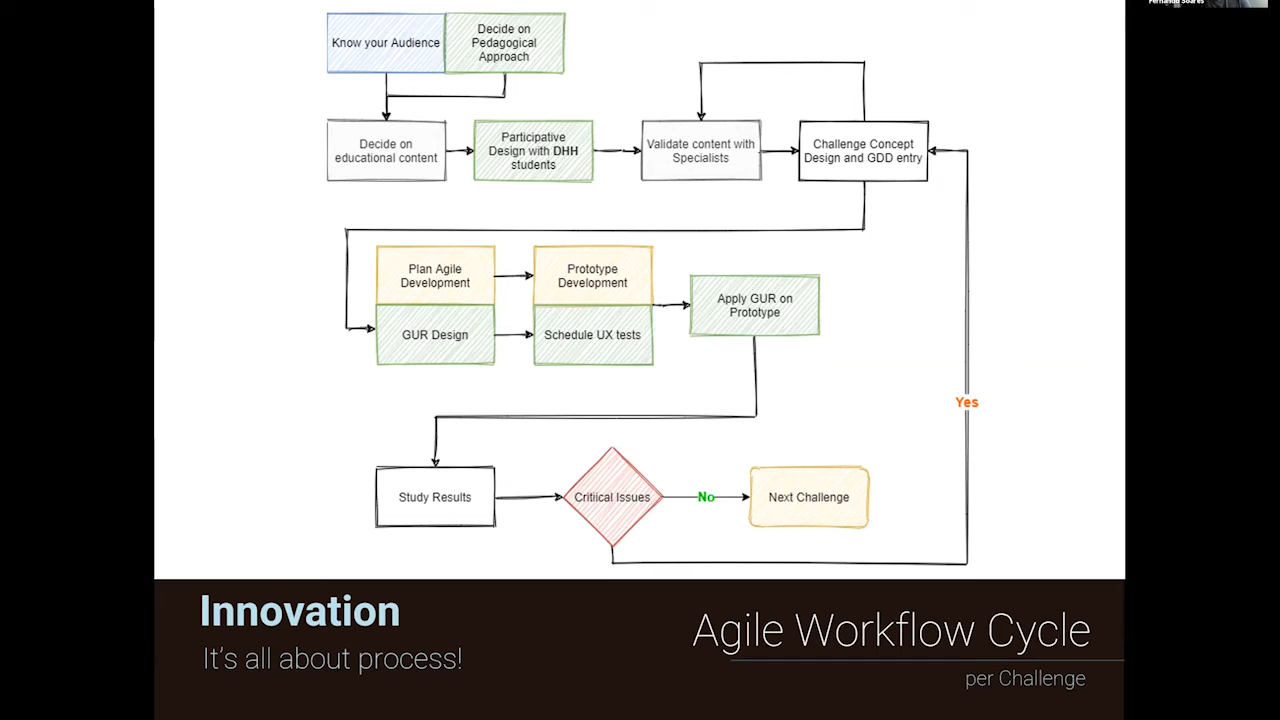 Fernando Soares
Know your Audience
Decide on
Pedagogical
Approach
Decide on
educational content
Participative
Design with DHH
students
Validate content with
Specialists
Challenge Concept
Design and GDD entry
Plan Agile
Development
Prototype
Development
GUR Design
Schedule UX tests
Apply GUR on
Prototype
Yes
Study Results
Critiical Issues
No
Next Challenge
Innovation
It's all about process!
Agile Workflow Cycle
per Challenge